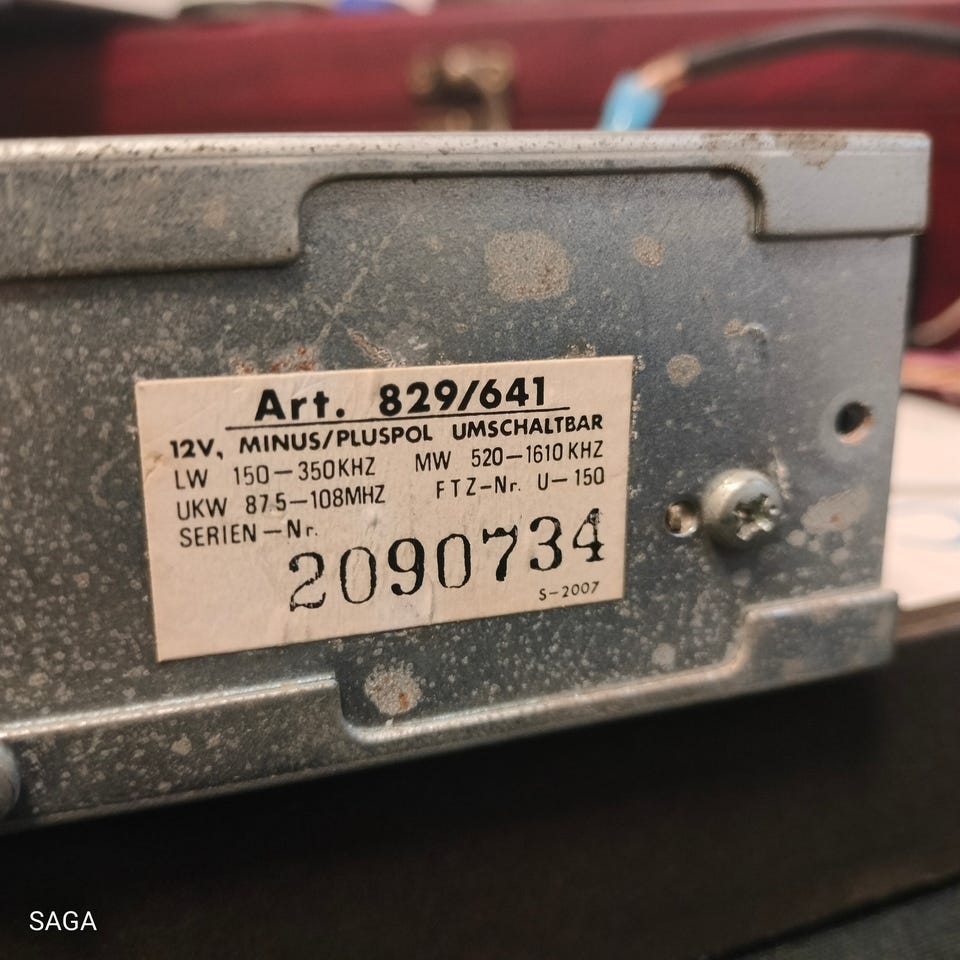 Art. 829/641
12V, MINUS/PLUSPOL UMSCHALTBAR
LW 150—350KHZ MW 520—1610KHZ
UKW 87.5—108MHZ FTZ—Nr. U—150
SERIEN—Nr.
2090734
S—2007
SAGA